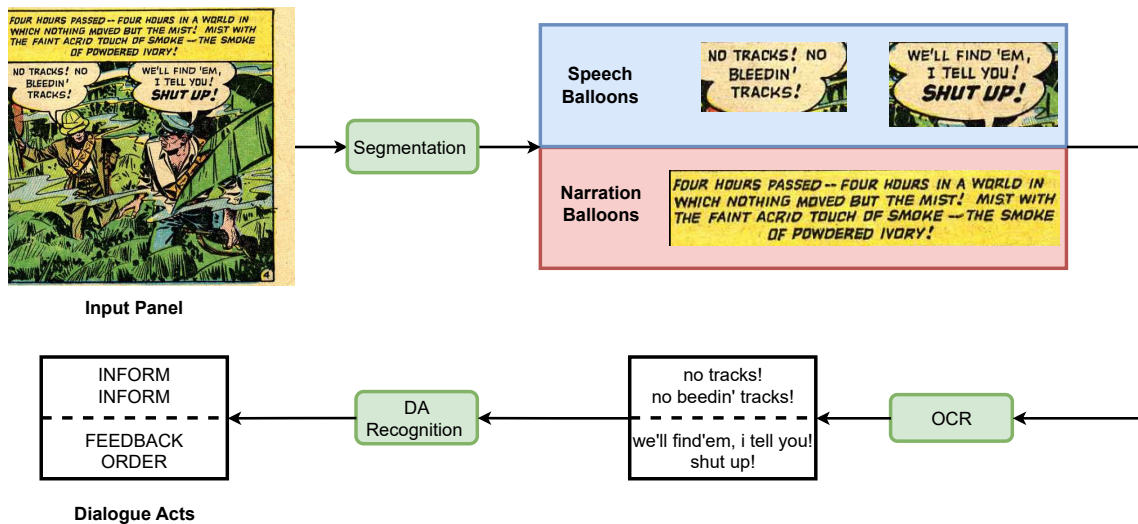 FOUR HOURS PASSED -- FOUR HOURS IN A WORLD IN
WHICH NOTHING MOVED BUT THE MIST! MIST WITH
THE FAINT ACRID TOUCH OF SMOKE -- THE SMOKE
OF POWDERED IVORY!
NO TRACKS! NO
BLEEDIN'
TRACKS!
WE'LL FIND 'EM,
I TELL YOU!
SHUT UP!
4
Input Panel
Segmentation
Speech
Balloons
NO TRACKS! NO
BLEEDIN'
TRACKS!
WE'LL FIND 'EM,
I TELL YOU!
SHUT UP!
Narration
Balloons
FOUR HOURS PASSED -- FOUR HOURS IN A WORLD IN
WHICH NOTHING MOVED BUT THE MIST! MIST WITH
THE FAINT ACRID TOUCH OF SMOKE -- THE SMOKE
OF POWDERED IVORY!
INFORM
INFORM
FEEDBACK
ORDER
Dialogue Acts
DA
Recognition
no tracks!
no beedin' tracks!
we'll find'em, i tell you!
shut up!
OCR